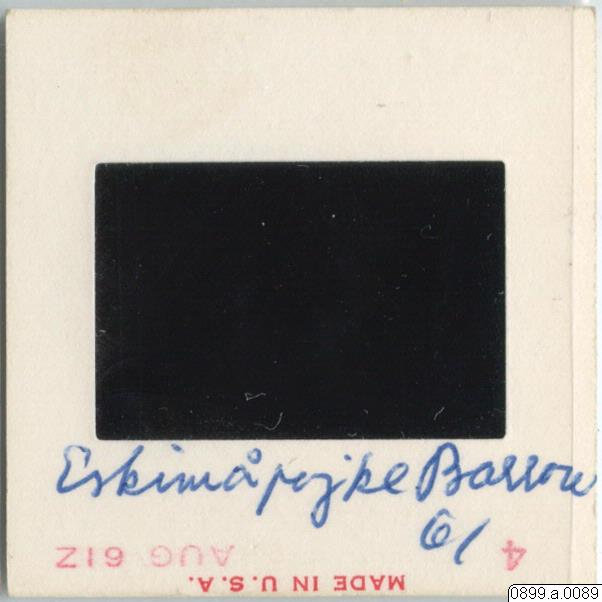 Eskimåpojke Barrow
61
4
AUG 61Z
MADE IN U.S.A.
0899.a.0089